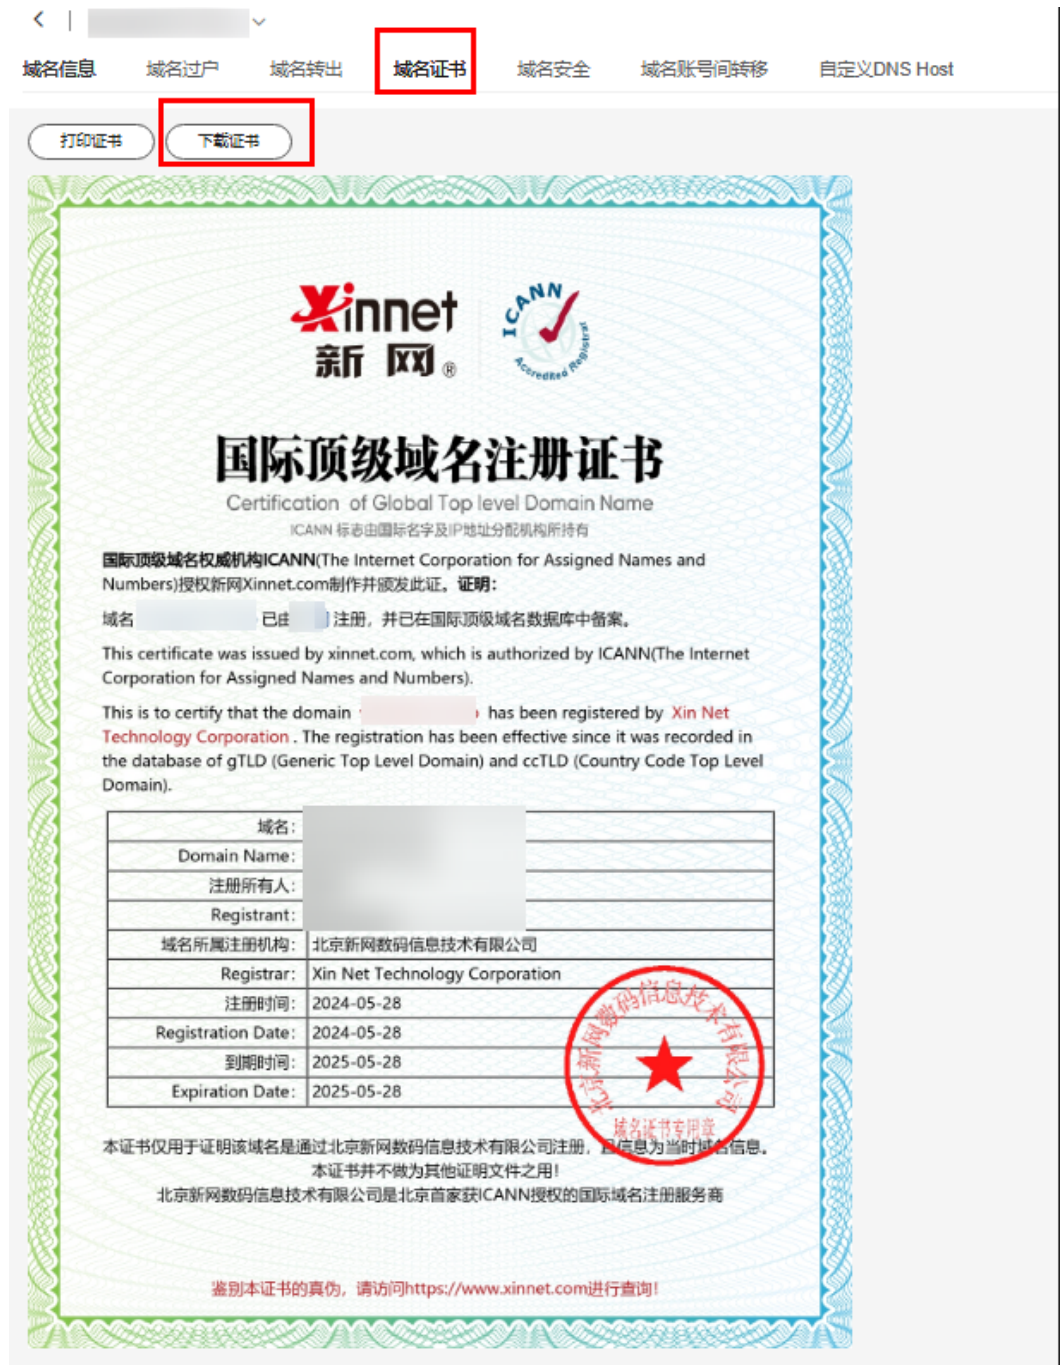 域名信息 域名过户 域名转出 域名证书 域名安全 域名账号间转移 自定义DNS Host
打印证书 下载证书
Xinnet
新网®
ICANN
Accredited Registrar
国际顶级域名注册证书
Certification of Global Top level Domain Name
ICANN 标志由国际名字及IP地址分配机构所持有
国际顶级域名权威机构ICANN(The Internet Corporation for Assigned Names and
Numbers)授权新网Xinnet.com制作并颁发此证。证明：
域名 已由 注册，并已在国际顶级域名数据库中备案。
This certificate was issued by xinnet.com, which is authorized by ICANN(The Internet
Corporation for Assigned Names and Numbers).
This is to certify that the domain has been registered by Xin Net
Technology Corporation . The registration has been effective since it was recorded in
the database of gTLD (Generic Top Level Domain) and ccTLD (Country Code Top Level
Domain).
域名：
Domain Name：
注册所有人：
Registrant：
域名所属注册机构： 北京新网数码信息技术有限公司
Registrar： Xin Net Technology Corporation
注册时间： 2024-05-28
Registration Date： 2024-05-28
到期时间： 2025-05-28
Expiration Date： 2025-05-28
北京新网数码信息技术有限公司
域名证书专用章
本证书仅用于证明该域名是通过北京新网数码信息技术有限公司注册，且信息为当时域名信息。
本证书并不做为其他证明文件之用！
北京新网数码信息技术有限公司是北京首家获ICANN授权的国际域名注册服务商
鉴别本证书的真伪，请访问https://www.xinnet.com进行查询！